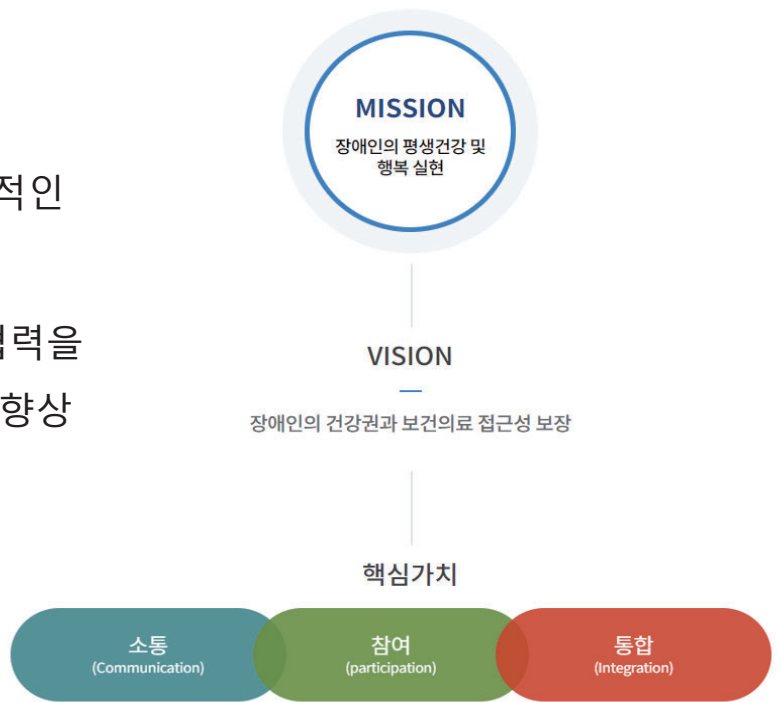 적인
력을
향상
MISSION
장애인의 평생건강 및
행복 실현
VISION
장애인의 건강권과 보건의료 접근성 보장
핵심가치
소통
(Communication)
참여
(participation)
통합
(Integration)